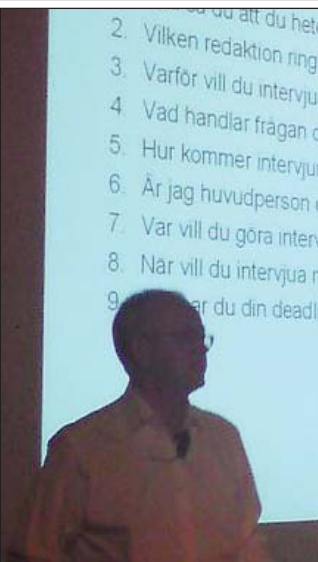 du att du hete
2. Vilken redaktion ring
3. Varför vill du intervju
4 Vad handlar frågan o
5. Hur kommer intervju
6. Är jag huvudperson e
7. Var vill du göra interv
8. När vill du intervjua m
9. ar du din deadl